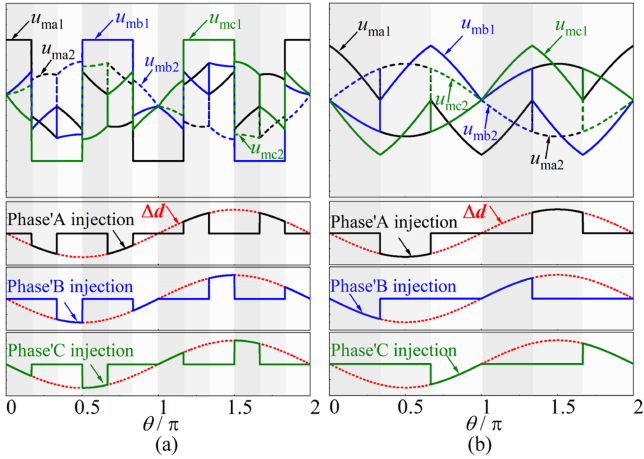 u_ma1
u_mb1
u_mc1
u_ma2
u_mb2
u_mc2
Phase'A injection
Δd
Phase'B injection
Phase'C injection
0 0.5 1 1.5 2
θ/π
(a)
u_ma1
u_mb1
u_mc1
u_mc2
u_mb2
u_ma2
Phase'A injection
Δd
Phase'B injection
Phase'C injection
0 0.5 1 1.5 2
θ/π
(b)